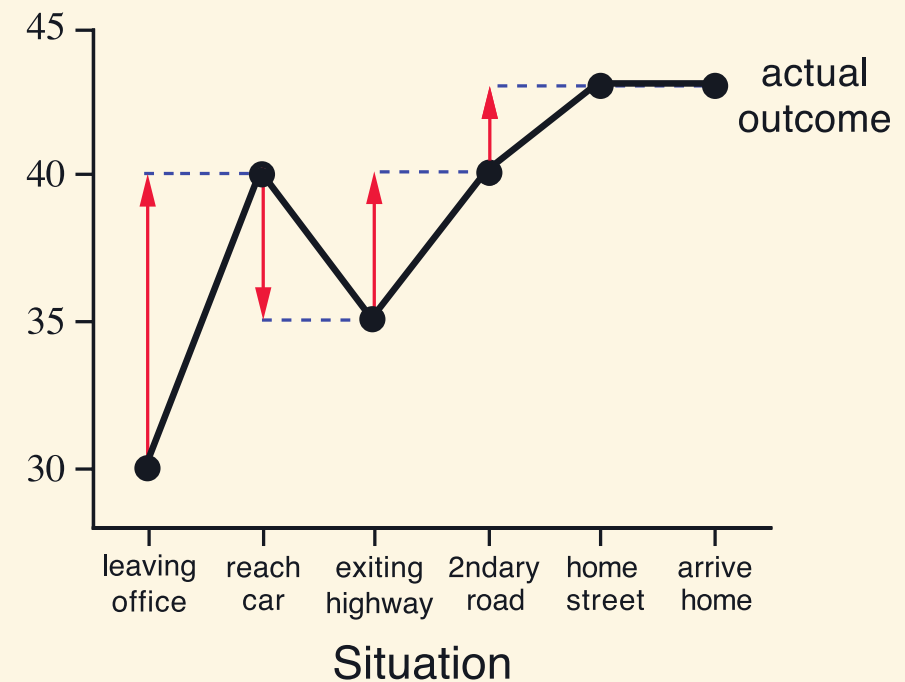 45
40
35
30
actual
outcome
leaving
office
reach
car
exiting
highway
2ndary
road
home
street
arrive
home
Situation